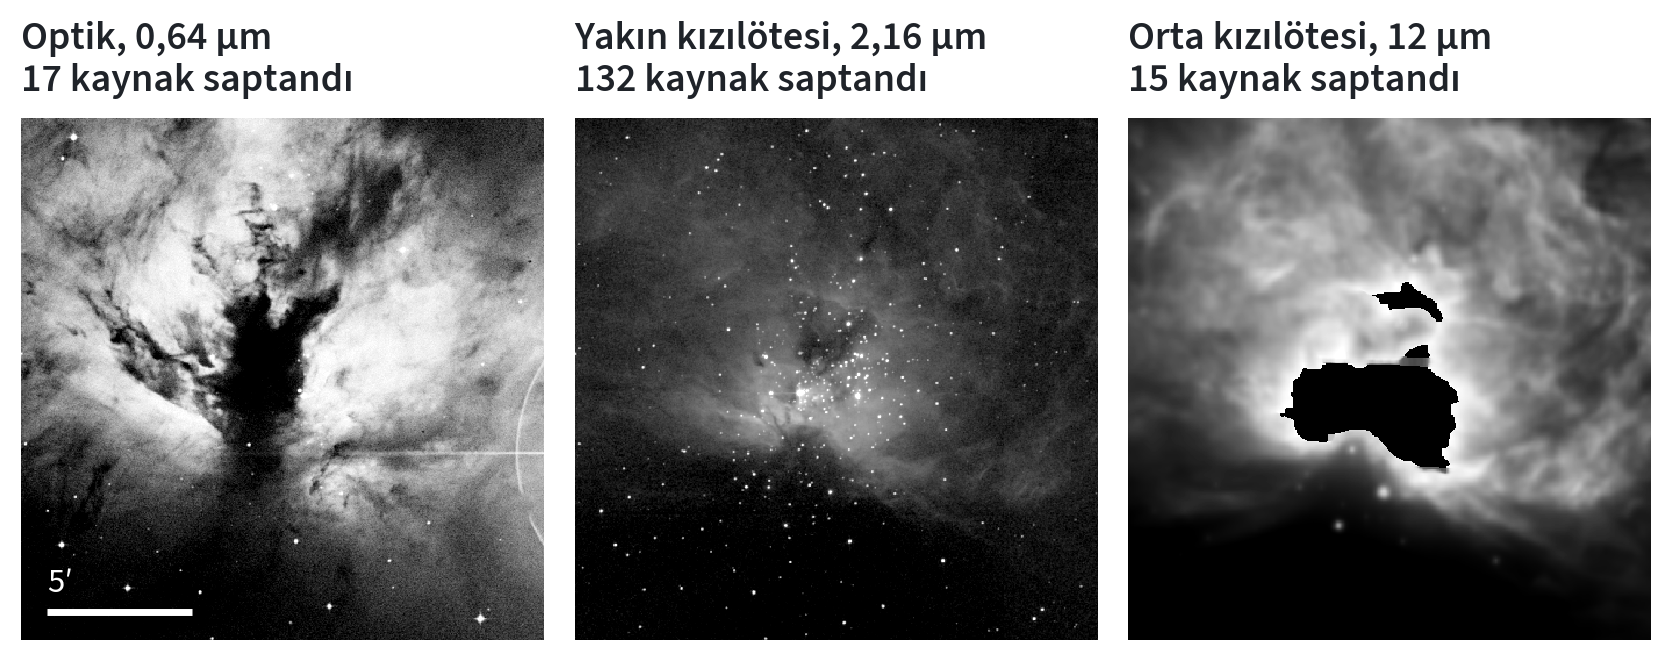 Optik, 0,64 µm
17 kaynak saptandı
Yakın kızılötesi, 2,16 µm
132 kaynak saptandı
Orta kızılötesi, 12 µm
15 kaynak saptandı
5′